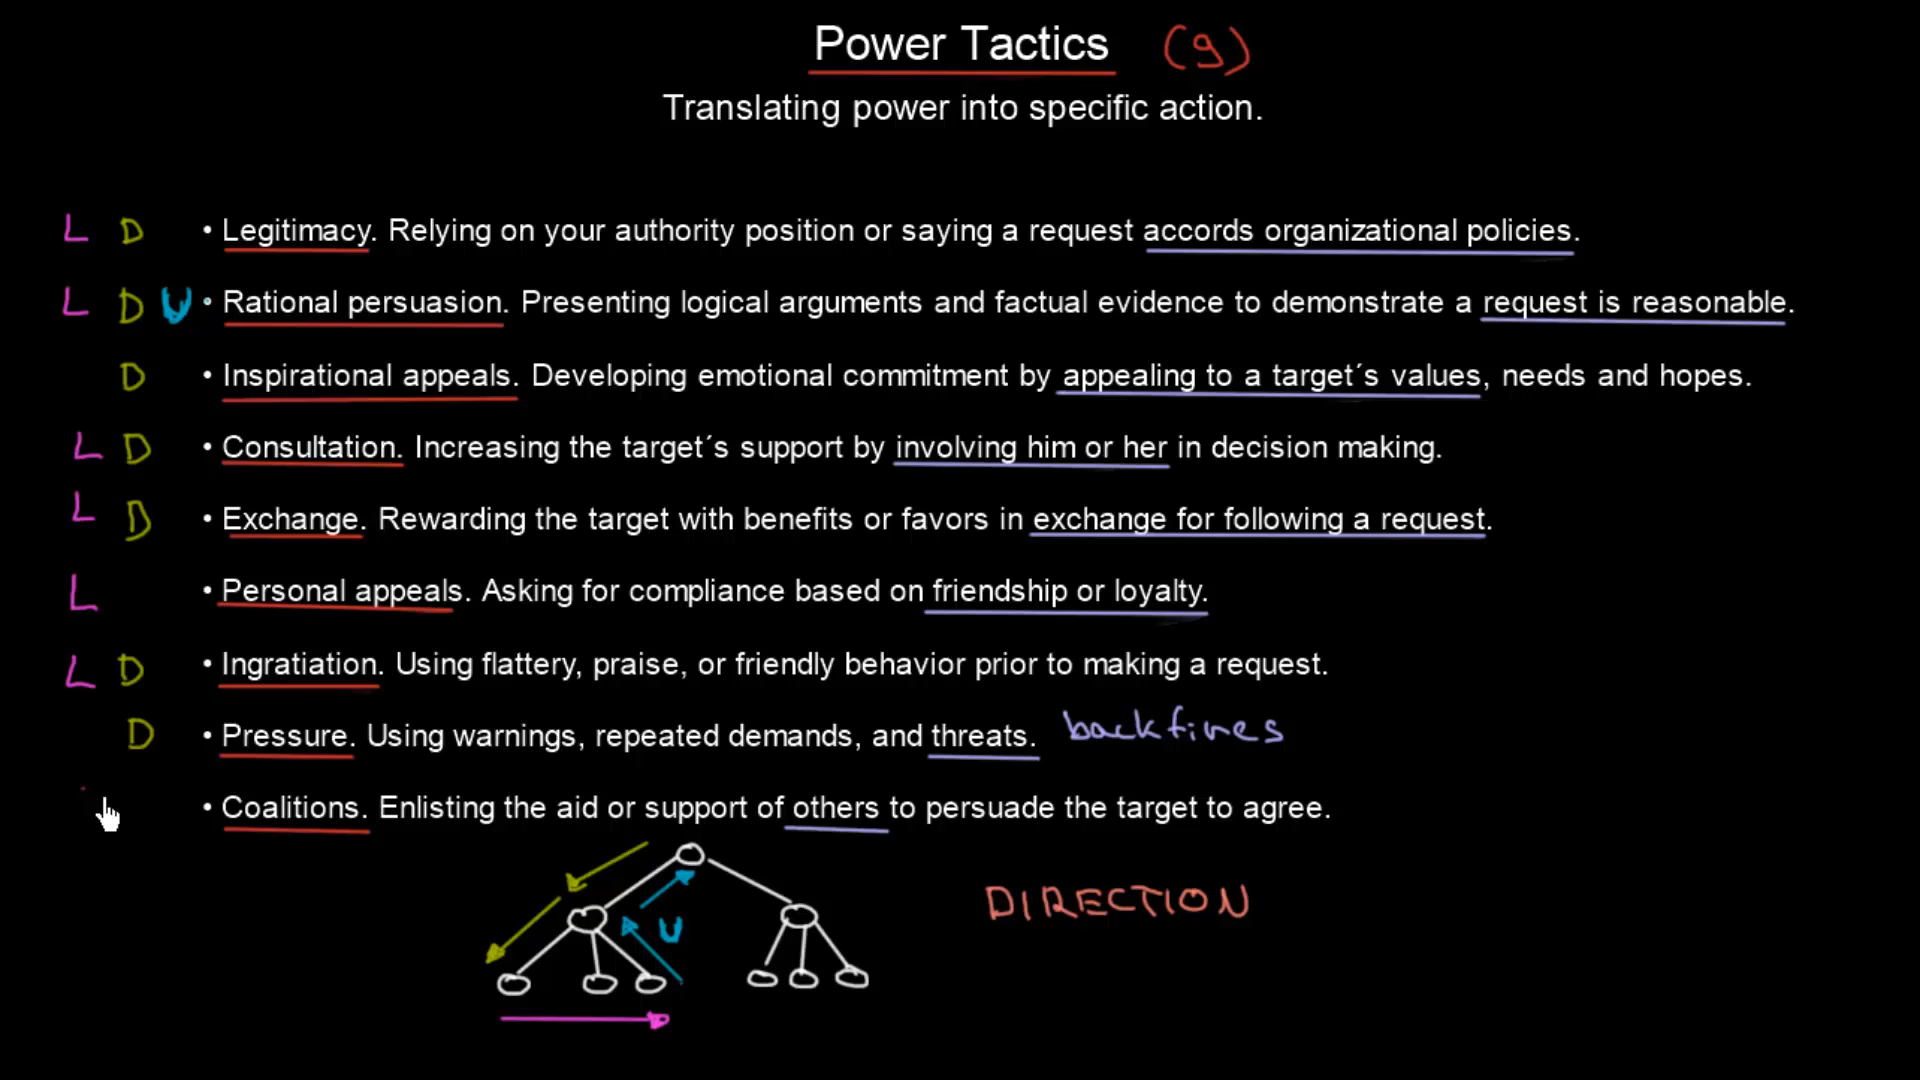 Power Tactics (9)
Translating power into specific action.
L D • Legitimacy. Relying on your authority position or saying a request accords organizational policies.
L D U • Rational persuasion. Presenting logical arguments and factual evidence to demonstrate a request is reasonable.
D • Inspirational appeals. Developing emotional commitment by appealing to a target´s values, needs and hopes.
L D • Consultation. Increasing the target´s support by involving him or her in decision making.
L D • Exchange. Rewarding the target with benefits or favors in exchange for following a request.
L • Personal appeals. Asking for compliance based on friendship or loyalty.
L D • Ingratiation. Using flattery, praise, or friendly behavior prior to making a request.
D • Pressure. Using warnings, repeated demands, and threats. backfires
• Coalitions. Enlisting the aid or support of others to persuade the target to agree.
DIRECTION
U